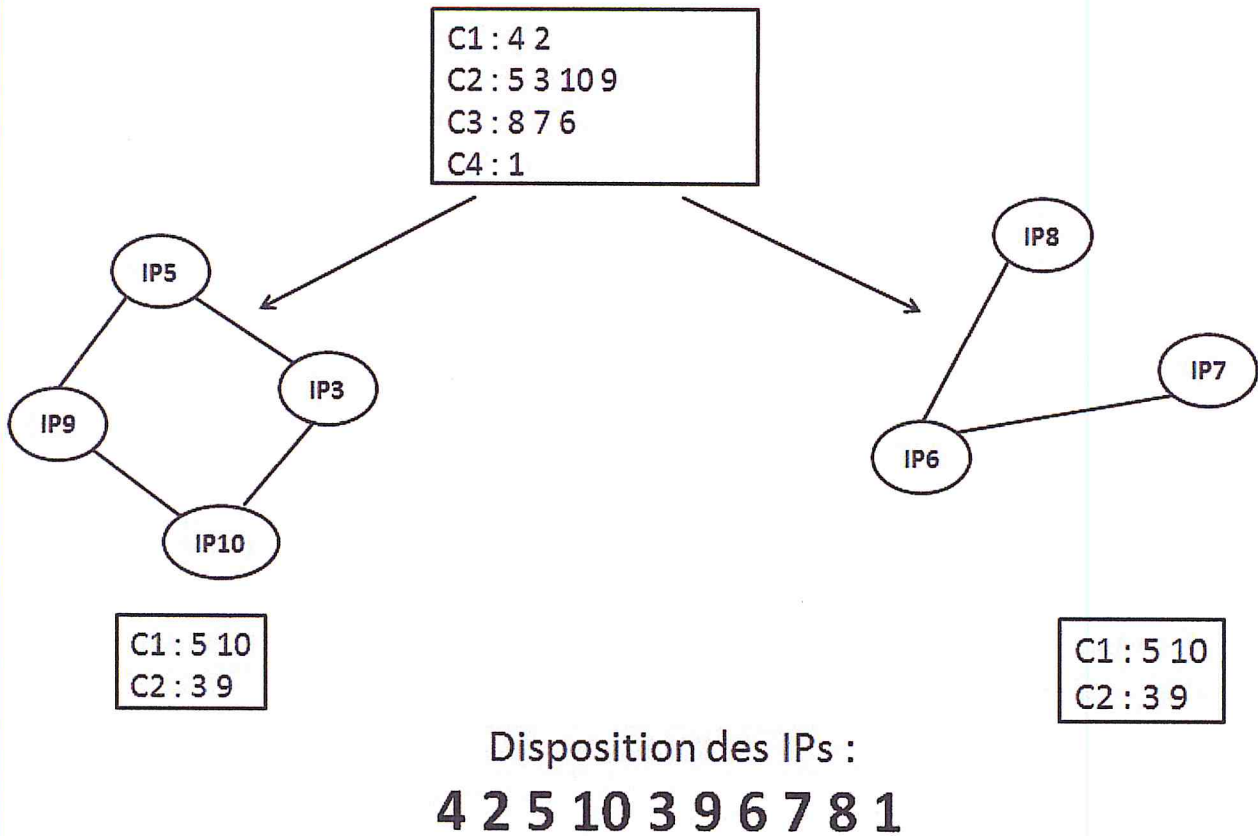 C1 : 4 2
C2 : 5 3 10 9
C3 : 8 7 6
C4 : 1
IP5
IP3
IP9
IP10
IP8
IP7
IP6
C1 : 5 10
C2 : 3 9
C1 : 5 10
C2 : 3 9
Disposition des IPs :
4 2 5 10 3 9 6 7 8 1